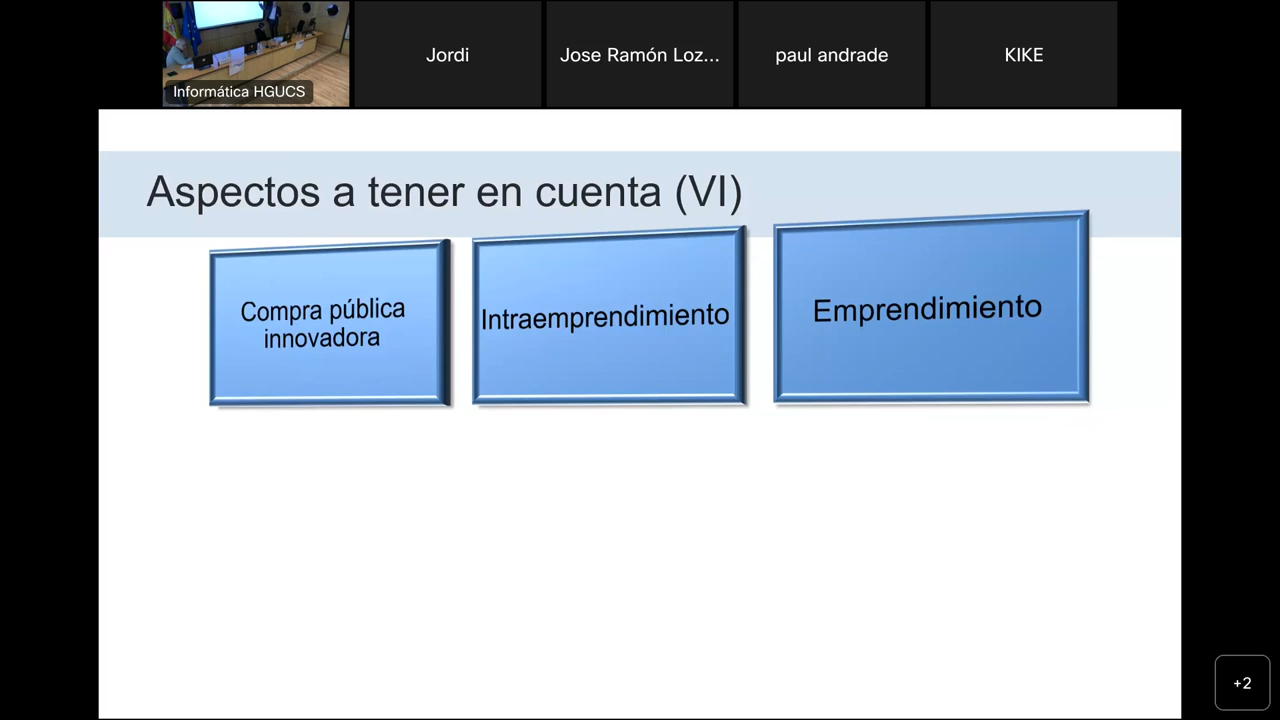 Informática HGUCS
Jordi
Jose Ramón Loz...
paul andrade
KIKE
Aspectos a tener en cuenta (VI)
Compra pública
innovadora
Intraemprendimiento
Emprendimiento
+2